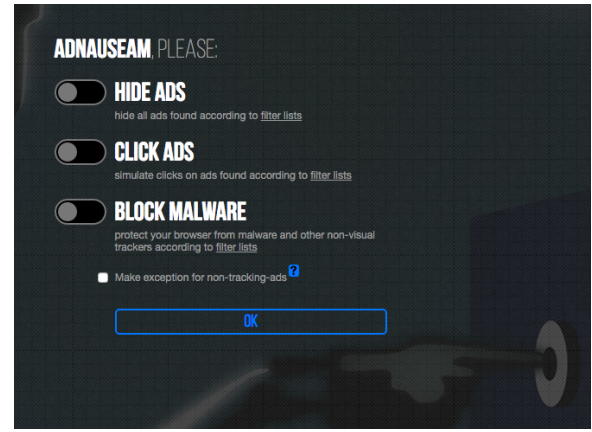 ADNAUSEAM, PLEASE:
HIDE ADS
hide all ads found according to filter lists
CLICK ADS
simulate clicks on ads found according to filter lists
BLOCK MALWARE
protect your browser from malware and other non-visual
trackers according to filter lists
Make exception for non-tracking-ads ?
OK